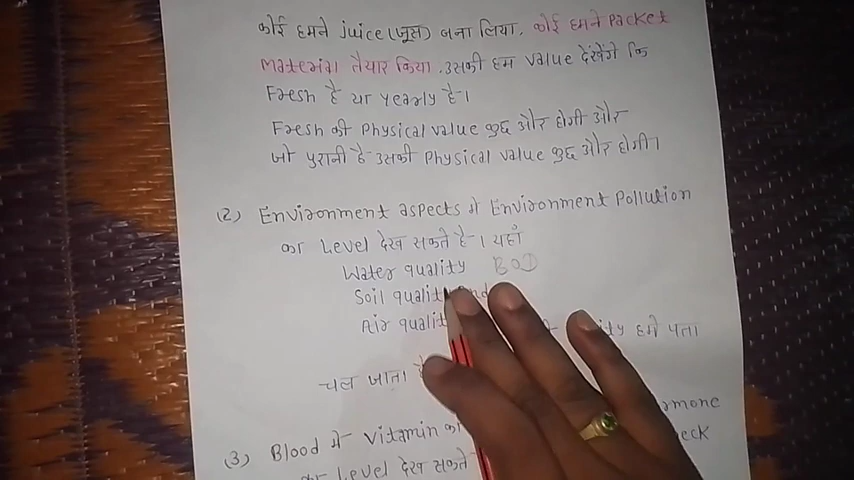 कोई हमने juice (जूस) बना लिया. कोई हमने Packet
Material तैयार किया. उसकी हम value देखेंगे कि
Fresh है या yearly है।
Fresh की Physical value कुछ और होगी और
जो पुरानी है उसकी Physical value कुछ और होगी।
(2) Environment aspects में Environment Pollution
का Level देख सकते है। यहाँ
Water quality BOD
Soil quality
Air हमे पता
चल जाता
(3) Blood में vitamin
का Level देख सकते